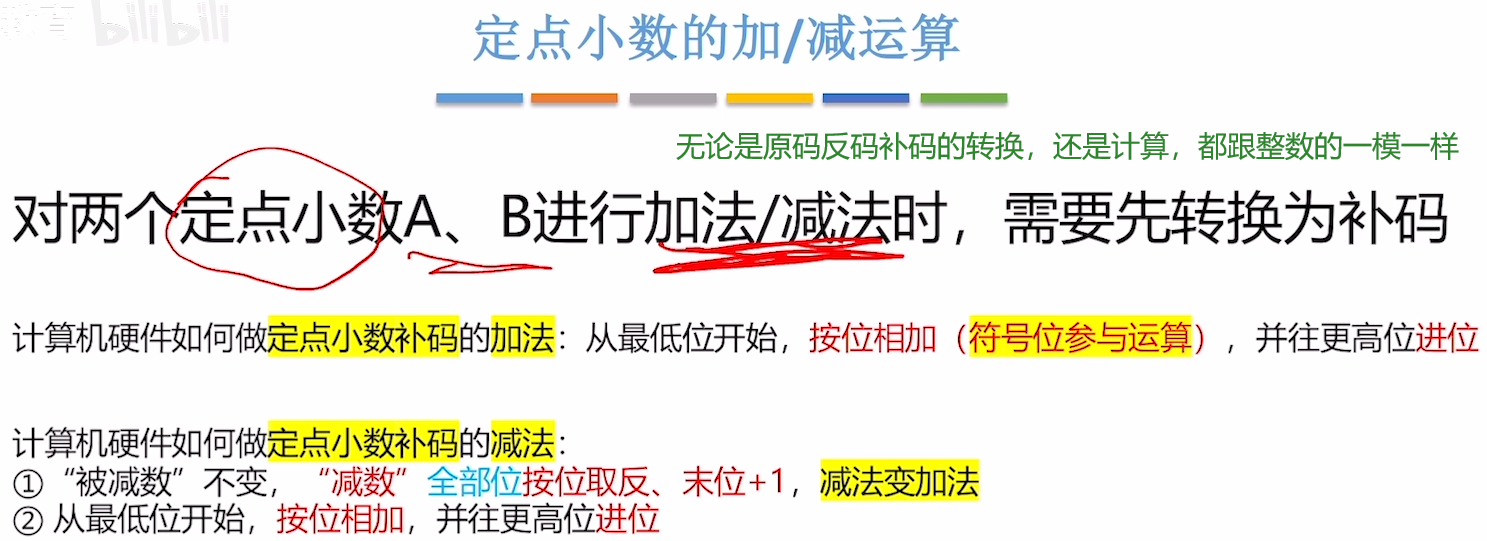 教育 bilibili
定点小数的加/减运算
无论是原码反码补码的转换，还是计算，都跟整数的一模一样
对两个定点小数A、B进行加法/减法时，需要先转换为补码
计算机硬件如何做定点小数补码的加法：从最低位开始，按位相加（符号位参与运算），并往更高位进位
计算机硬件如何做定点小数补码的减法：
①“被减数”不变，“减数”全部位按位取反、末位+1，减法变加法
②从最低位开始，按位相加，并往更高位进位